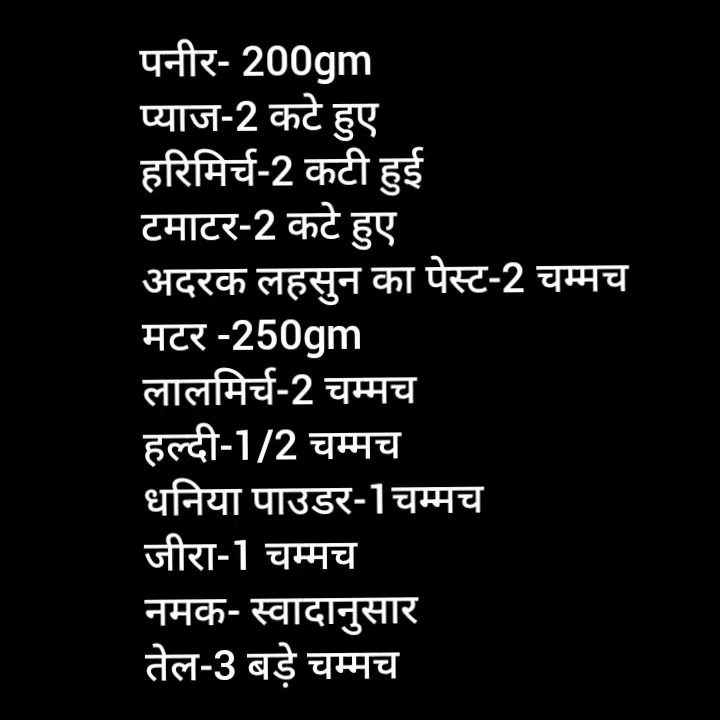 पनीर- 200gm
प्याज-2 कटे हुए
हरिमिर्च-2 कटी हुई
टमाटर-2 कटे हुए
अदरक लहसुन का पेस्ट-2 चम्मच
मटर -250gm
लालमिर्च-2 चम्मच
हल्दी-1/2 चम्मच
धनिया पाउडर-1चम्मच
जीरा-1 चम्मच
नमक- स्वादानुसार
तेल-3 बड़े चम्मच